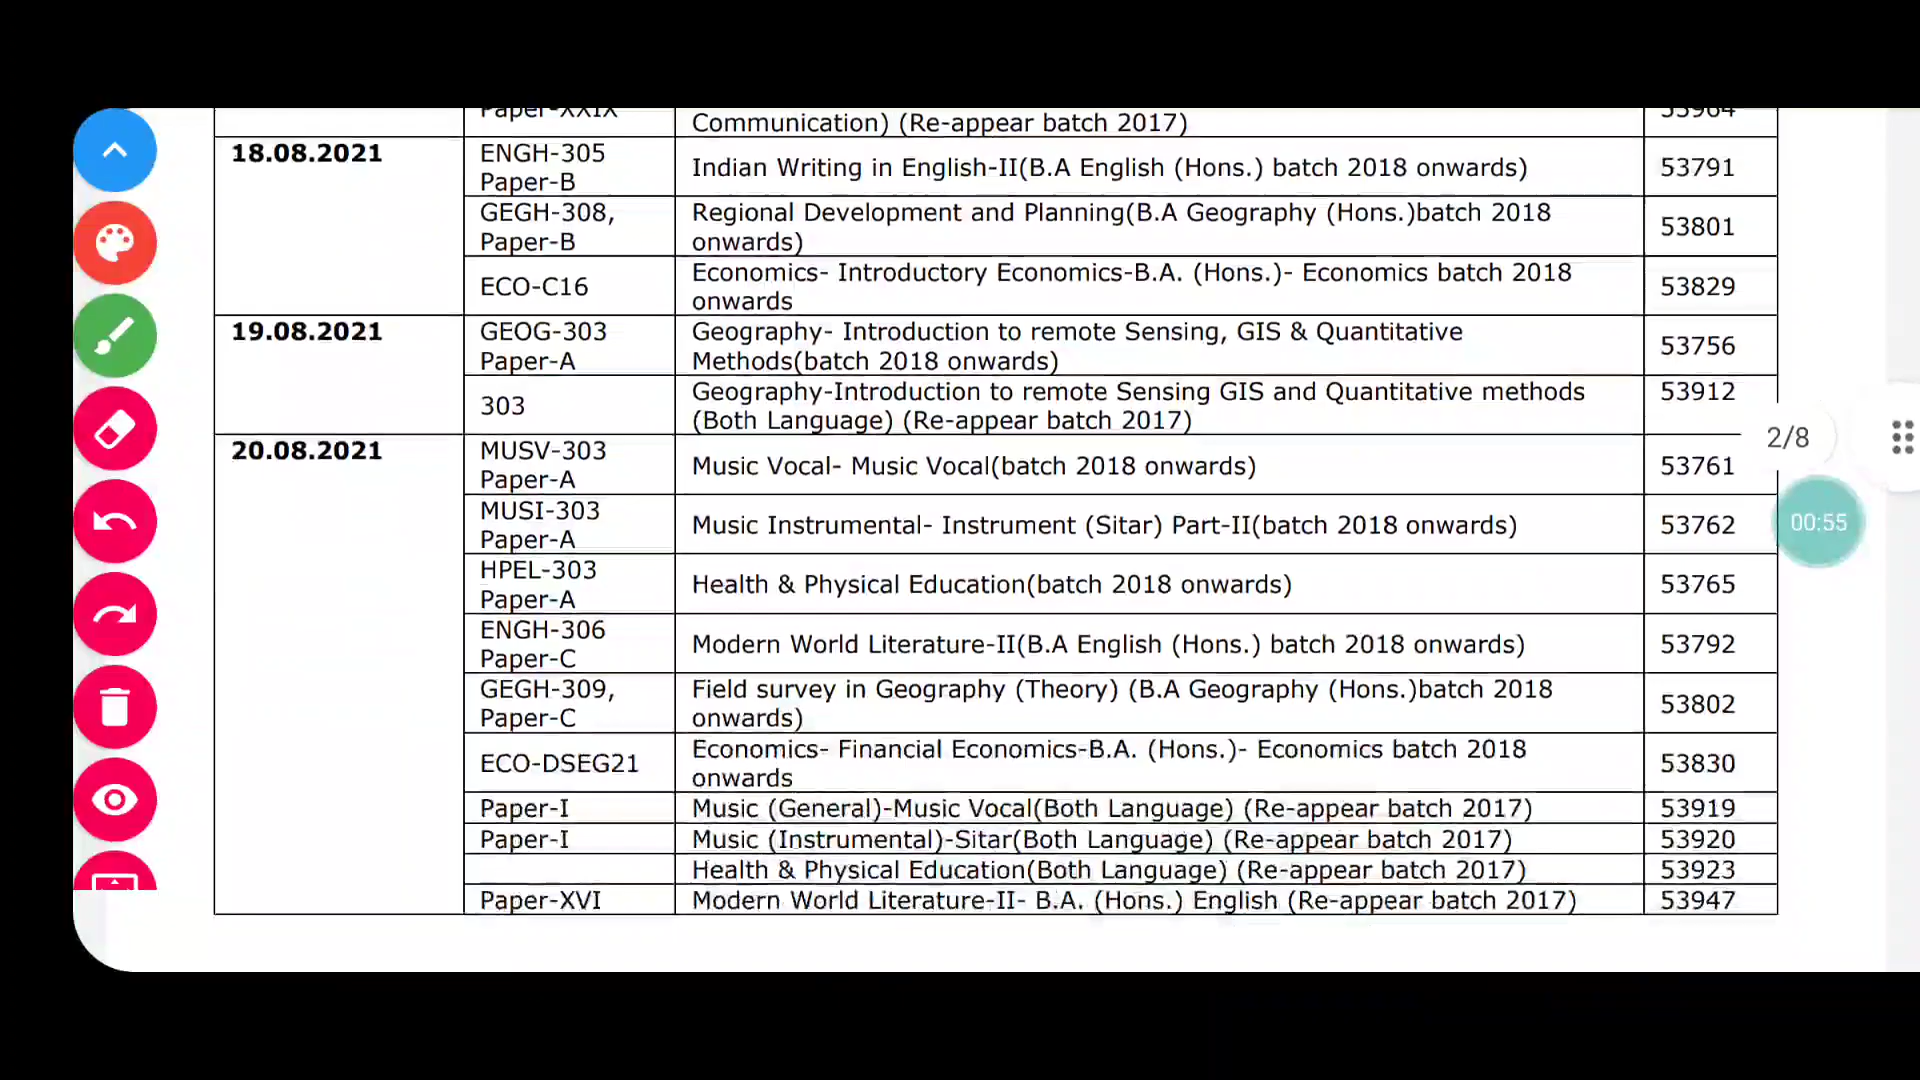 Paper-XXIX
Communication) (Re-appear batch 2017)
53964
18.08.2021
ENGH-305
Paper-B
Indian Writing in English-II(B.A English (Hons.) batch 2018 onwards)
53791
GEGH-308,
Paper-B
Regional Development and Planning(B.A Geography (Hons.)batch 2018
onwards)
53801
ECO-C16
Economics- Introductory Economics-B.A. (Hons.)- Economics batch 2018
onwards
53829
19.08.2021
GEOG-303
Paper-A
Geography- Introduction to remote Sensing, GIS & Quantitative
Methods(batch 2018 onwards)
53756
303
Geography-Introduction to remote Sensing GIS and Quantitative methods
(Both Language) (Re-appear batch 2017)
53912
2/8
20.08.2021
MUSV-303
Paper-A
Music Vocal- Music Vocal(batch 2018 onwards)
53761
MUSI-303
Paper-A
Music Instrumental- Instrument (Sitar) Part-II(batch 2018 onwards)
53762
00:55
HPEL-303
Paper-A
Health & Physical Education(batch 2018 onwards)
53765
ENGH-306
Paper-C
Modern World Literature-II(B.A English (Hons.) batch 2018 onwards)
53792
GEGH-309,
Paper-C
Field survey in Geography (Theory) (B.A Geography (Hons.)batch 2018
onwards)
53802
ECO-DSEG21
Economics- Financial Economics-B.A. (Hons.)- Economics batch 2018
onwards
53830
Paper-I
Music (General)-Music Vocal(Both Language) (Re-appear batch 2017)
53919
Paper-I
Music (Instrumental)-Sitar(Both Language) (Re-appear batch 2017)
53920
Health & Physical Education(Both Language) (Re-appear batch 2017)
53923
Paper-XVI
Modern World Literature-II- B.A. (Hons.) English (Re-appear batch 2017)
53947